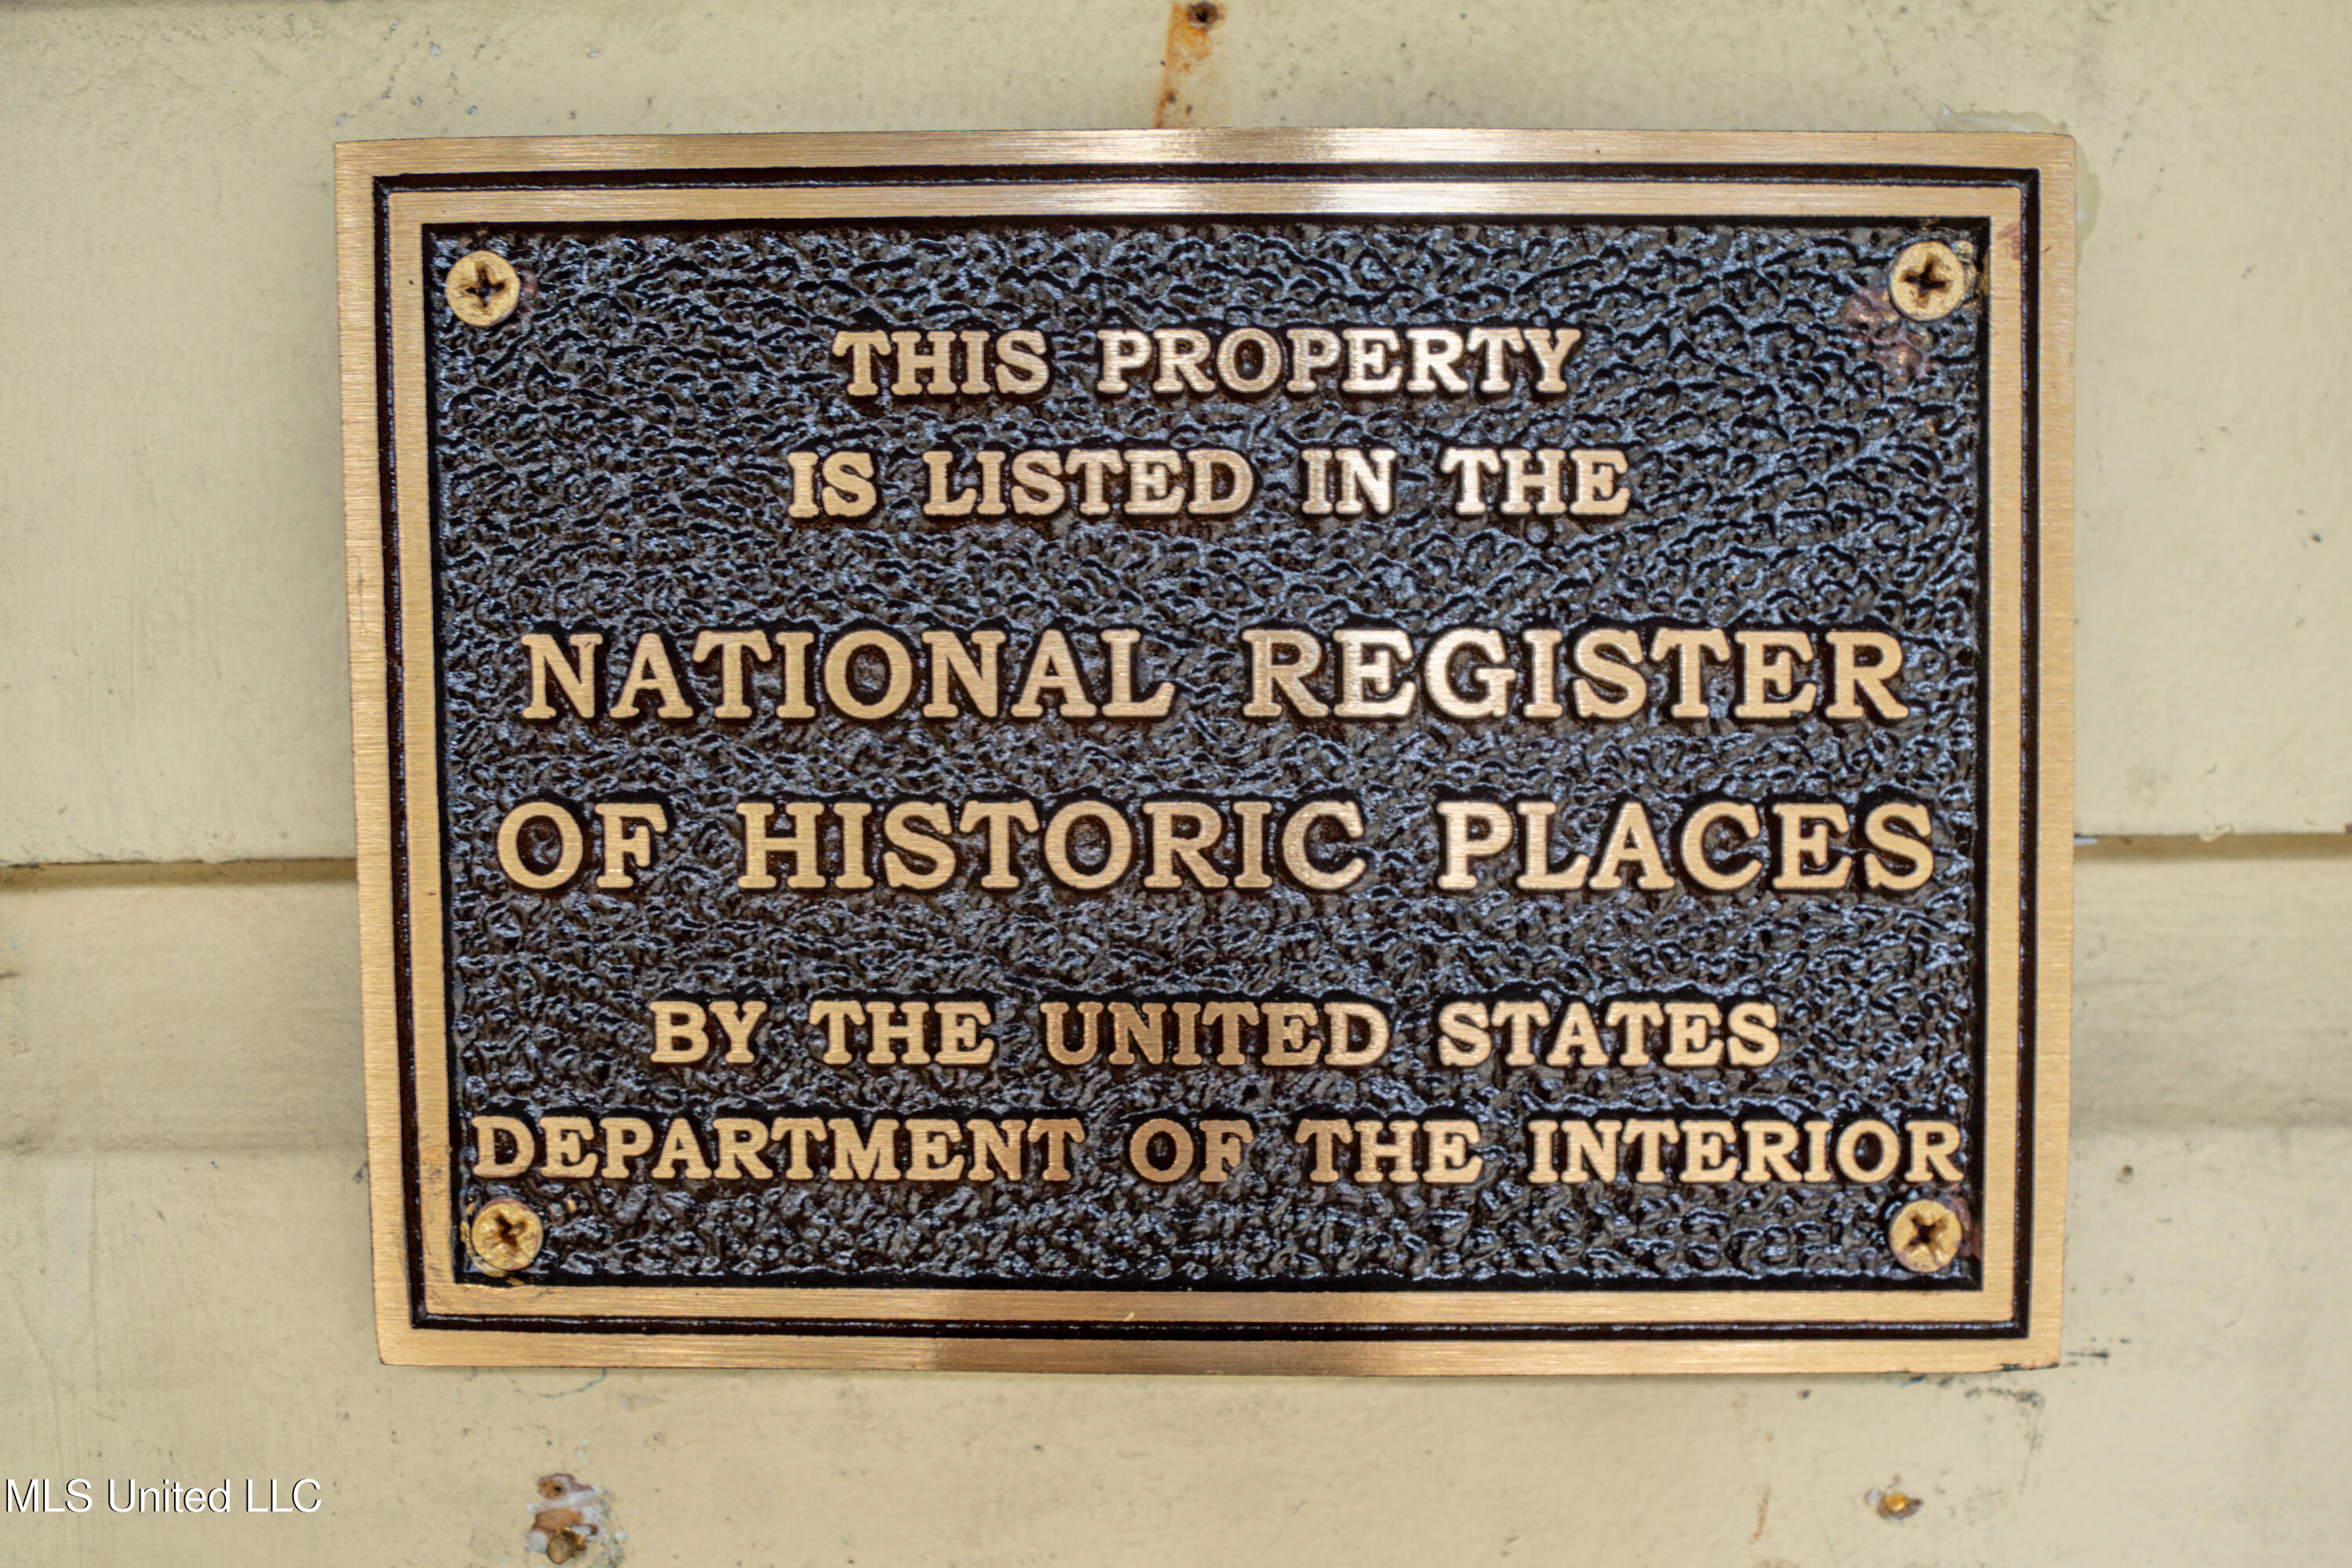 THIS PROPERTY
IS LISTED IN THE
NATIONAL REGISTER
OF HISTORIC PLACES
BY THE UNITED STATES
DEPARTMENT OF THE INTERIOR
MLS United LLC